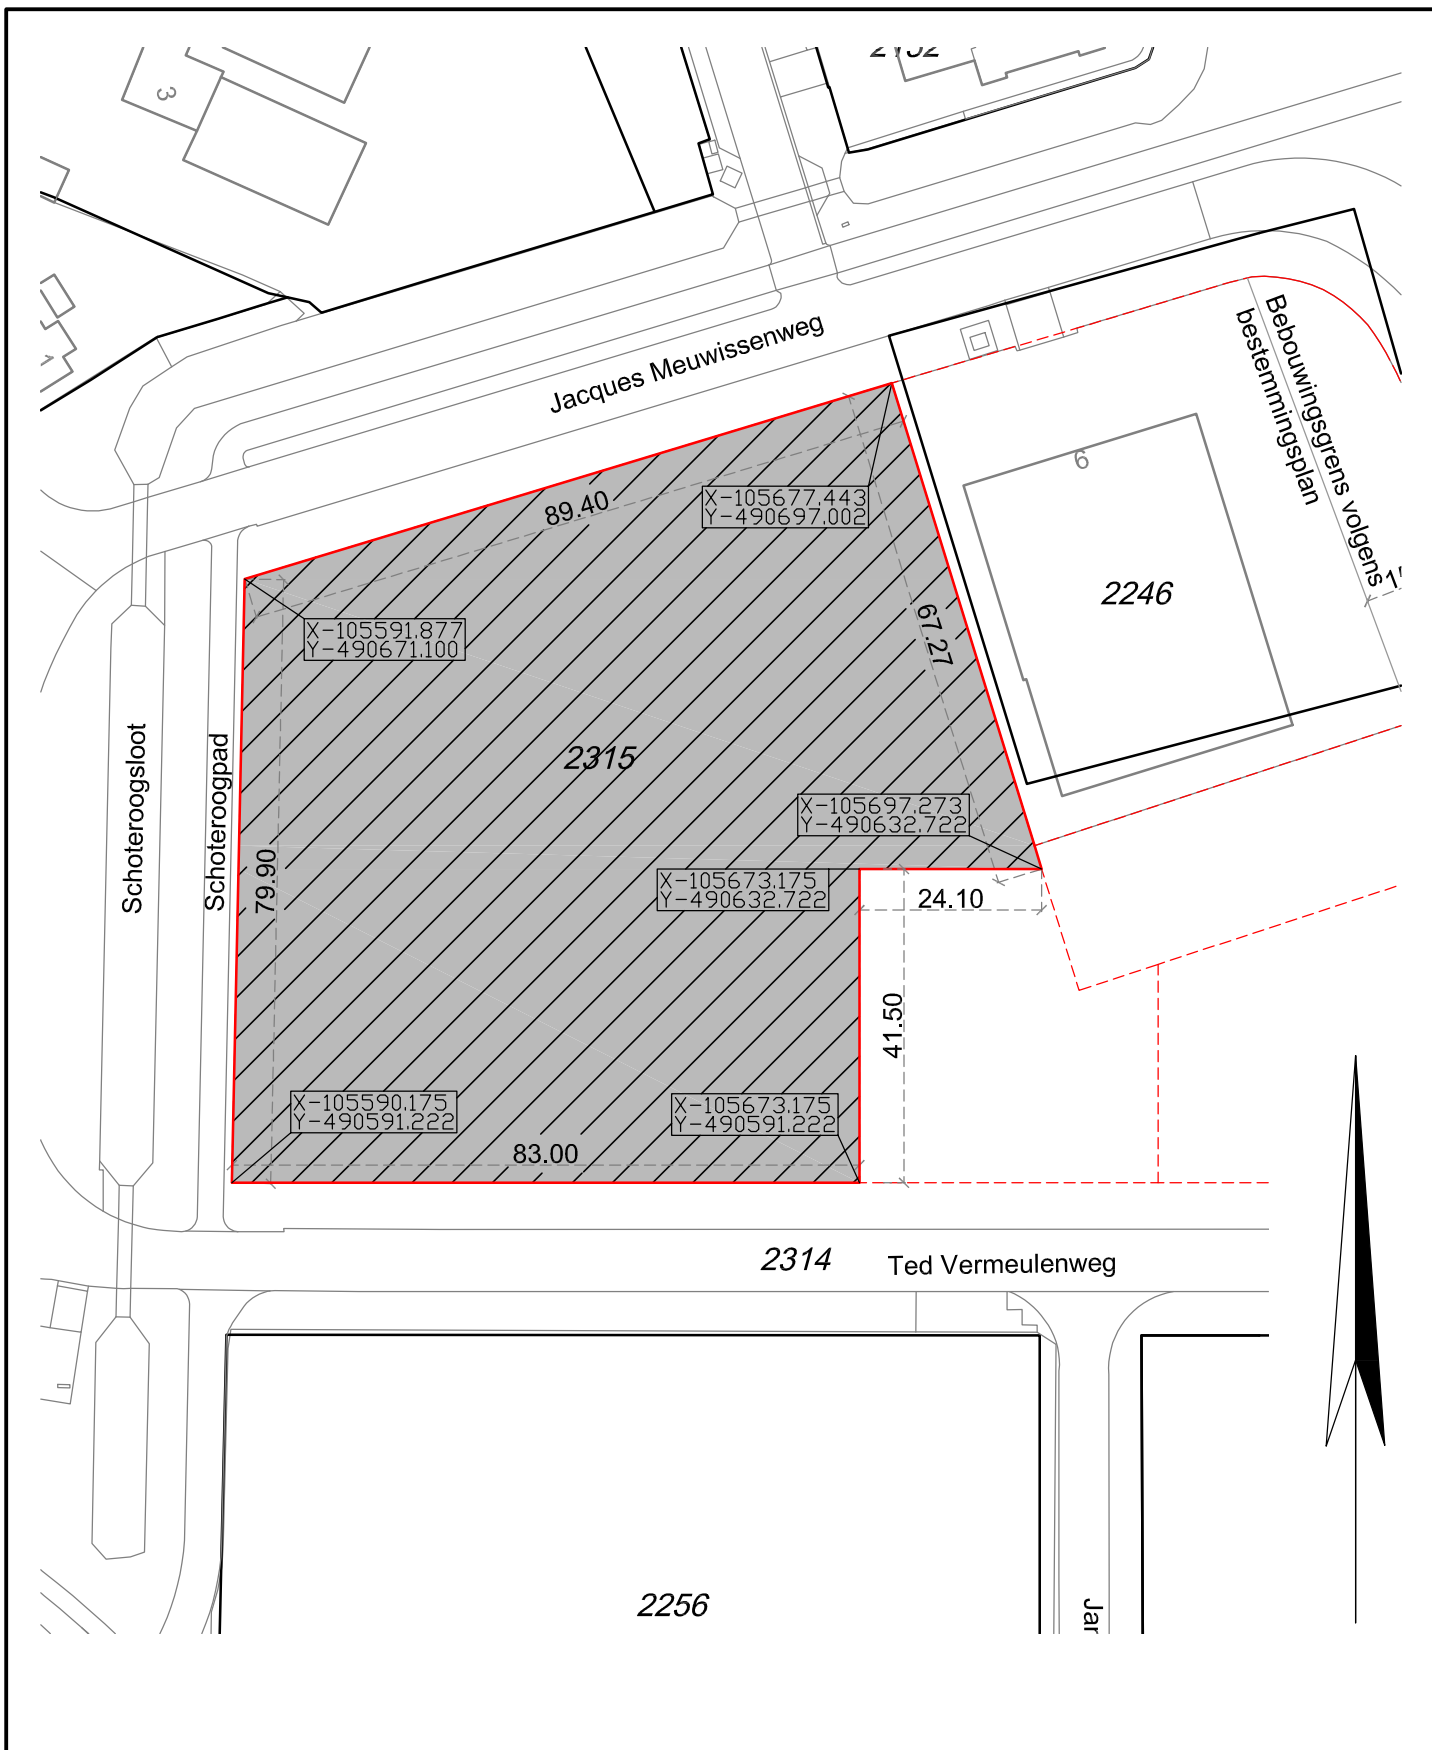 3
Jacques Meuwissenweg
Bebouwingsgrens volgens
bestemmingsplan
6
89.40
X-105677.443
Y-490697.002
2246
67.27
X-105591.877
Y-490671.100
Schoteroogsloot
Schoteroogpad
2315
79.90
X-105697.273
Y-490632.722
X-105673.175
Y-490632.722
24.10
41.50
X-105590.175
Y-490591.222
X-105673.175
Y-490591.222
83.00
2314
Ted Vermeulenweg
2256